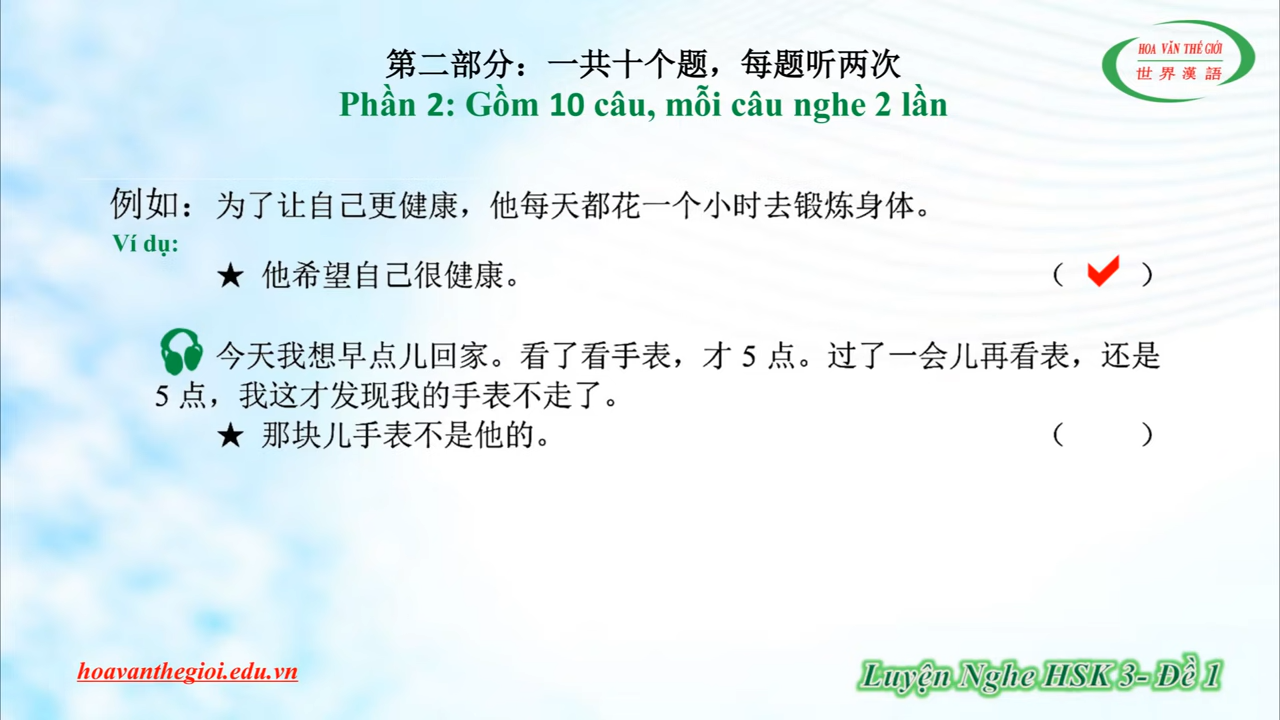 HOA VĂN THẾ GIỚI
世界漢語
第二部分：一共十个题，每题听两次
Phần 2: Gồm 10 câu, mỗi câu nghe 2 lần
例如：为了让自己更健康，他每天都花一个小时去锻炼身体。
Ví dụ:
★ 他希望自己很健康。 （ ✔ ）
今天我想早点儿回家。看了看手表，才 5 点。过了一会儿再看表，还是
5 点，我这才发现我的手表不走了。
★ 那块儿手表不是他的。 （ ）
hoavanthegioi.edu.vn
Luyện Nghe HSK 3- Đề 1